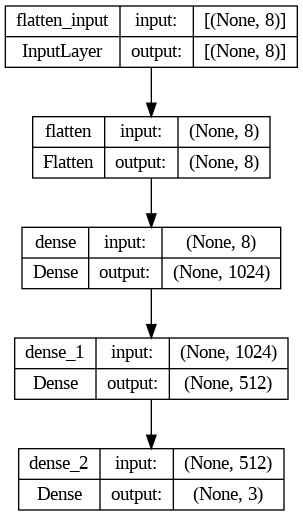 flatten_input input: [(None, 8)]
InputLayer output: [(None, 8)]
flatten input: (None, 8)
Flatten output: (None, 8)
dense input: (None, 8)
Dense output: (None, 1024)
dense_1 input: (None, 1024)
Dense output: (None, 512)
dense_2 input: (None, 512)
Dense output: (None, 3)